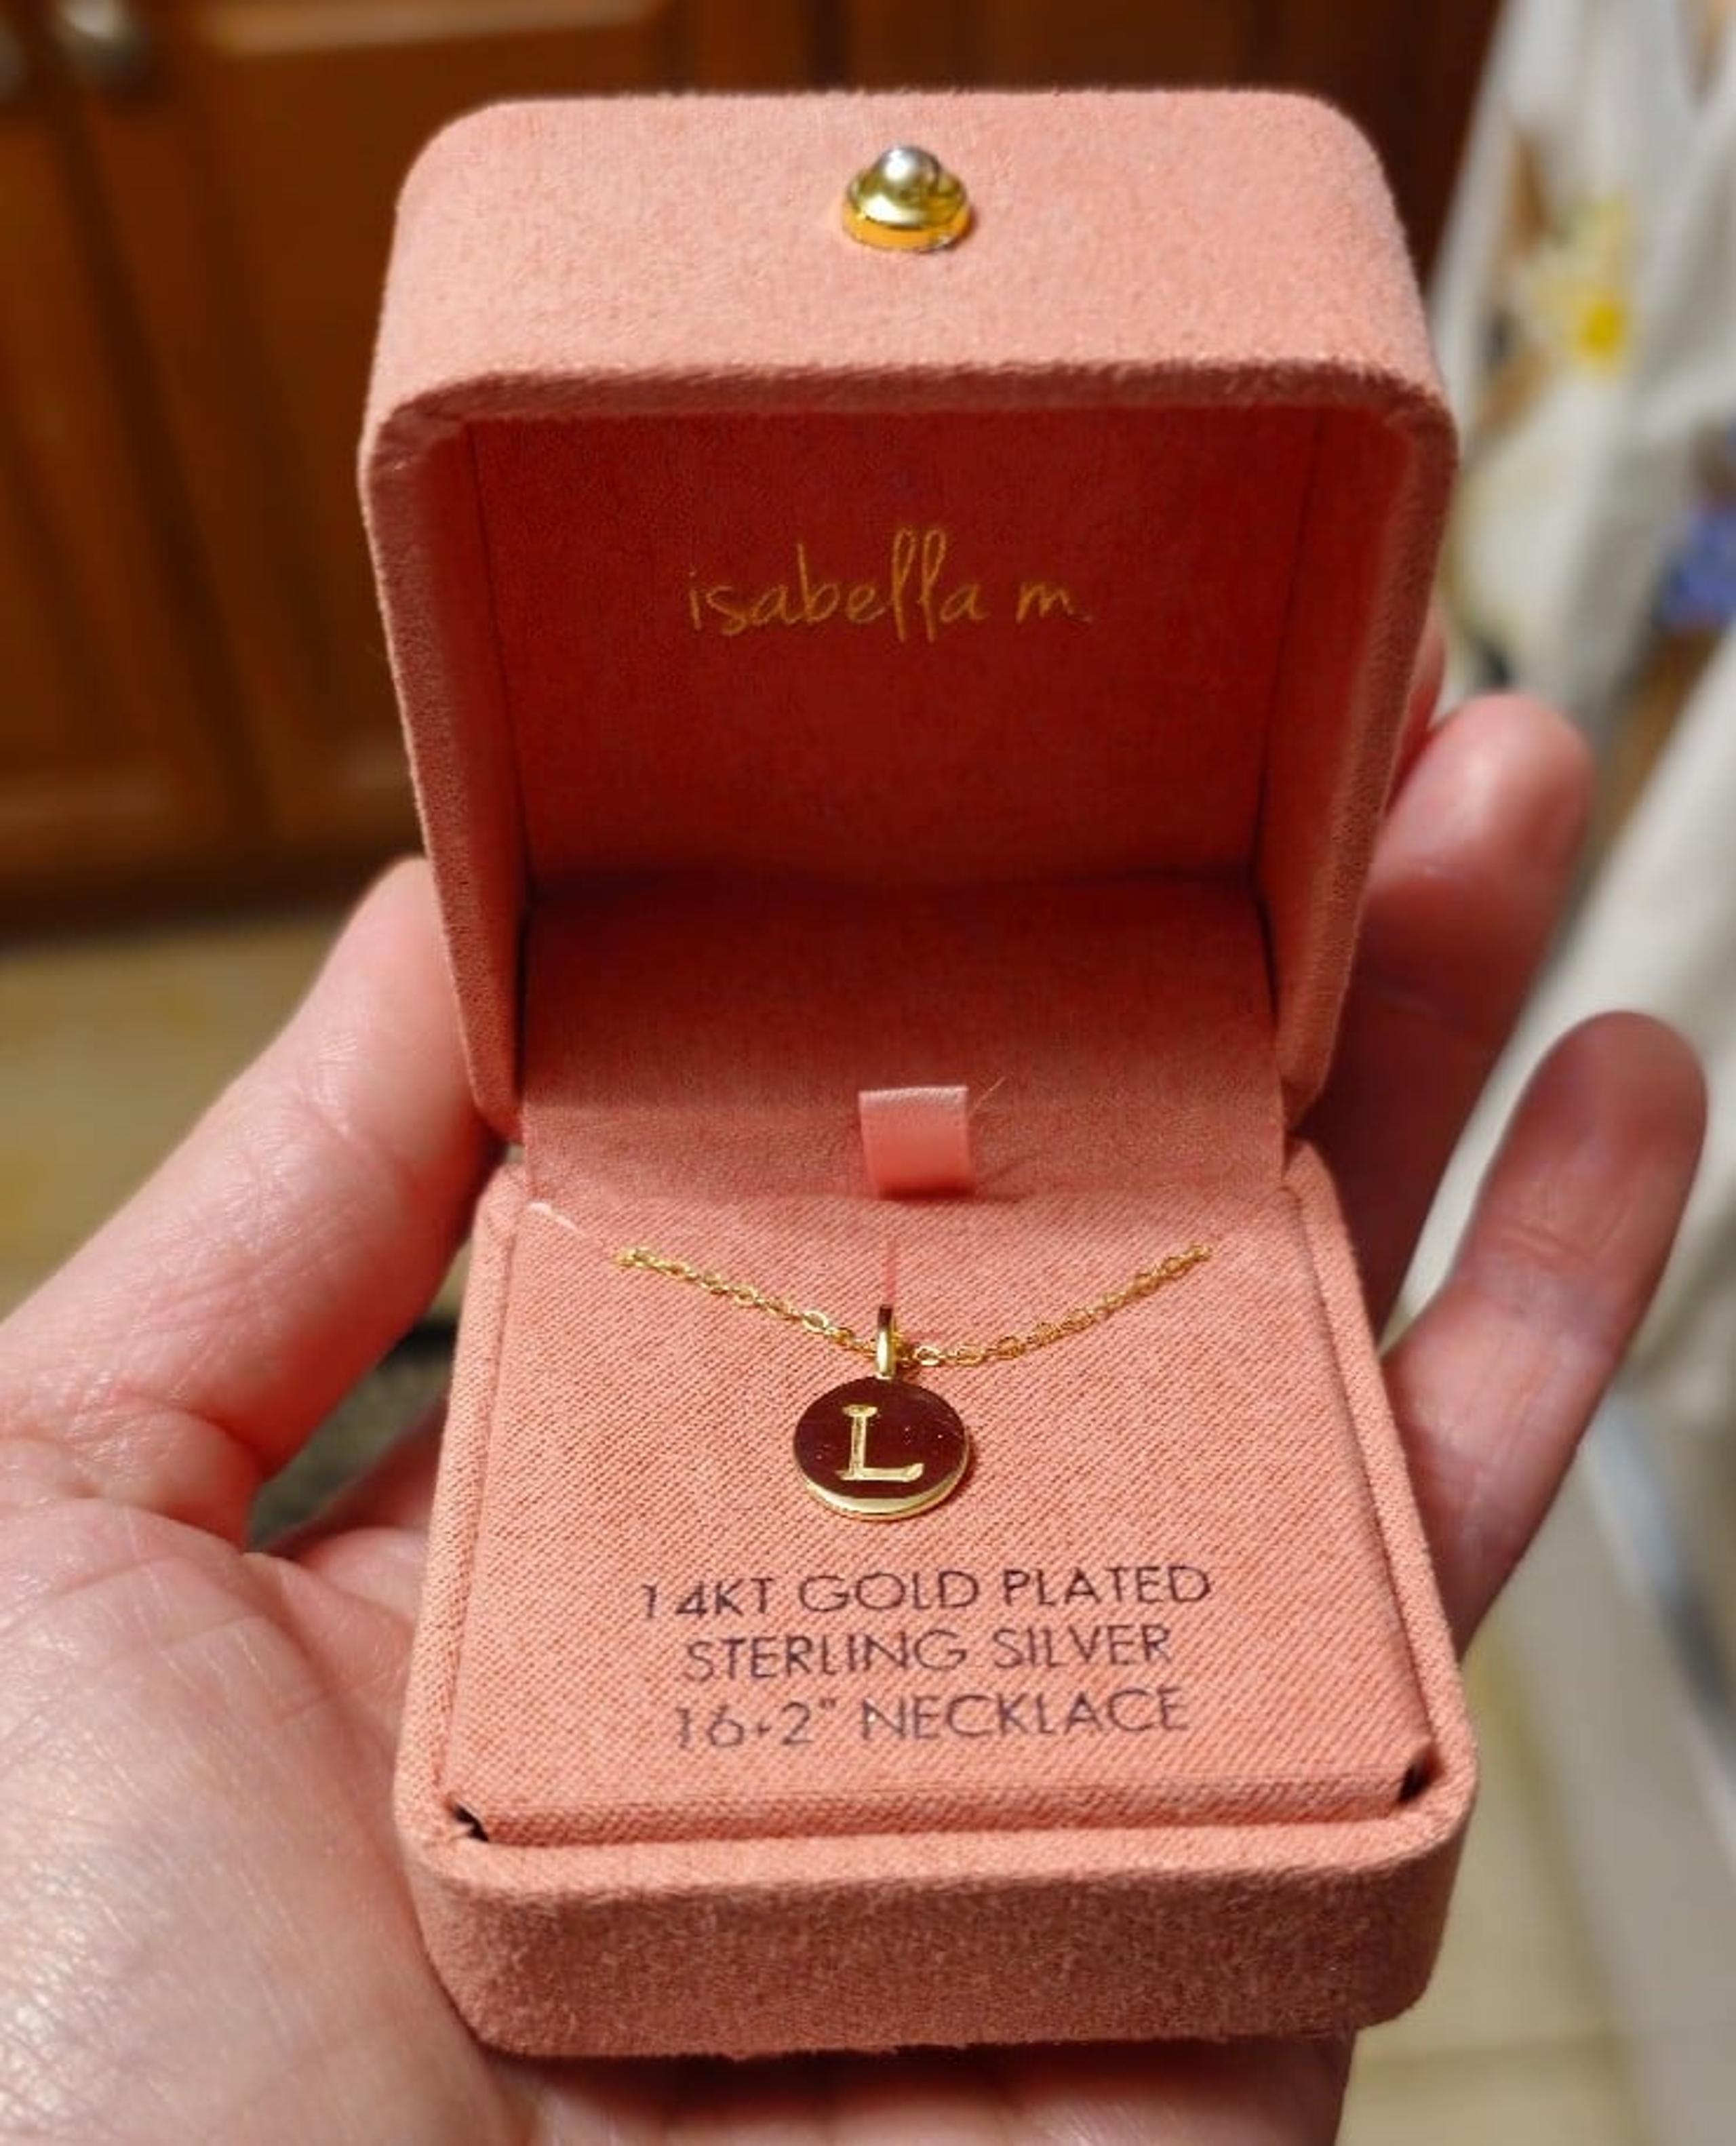 isabella m.
L
14KT GOLD PLATED
STERLING SILVER
16+2" NECKLACE